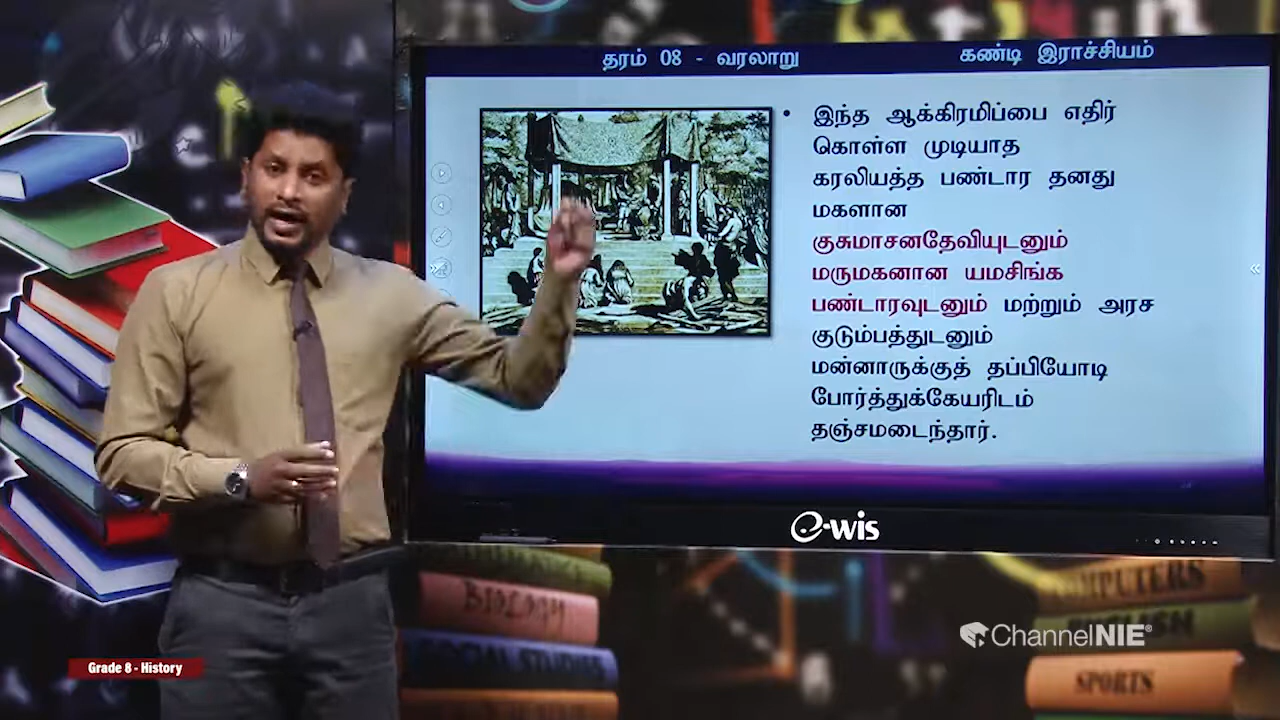 தரம் 08 - வரலாறு
கண்டி இராச்சியம்
• இந்த ஆக்கிரமிப்பை எதிர்
கொள்ள முடியாத
கரலியத்த பண்டார தனது
மகளான
குசுமாசனதேவியுடனும்
மருமகனான யமசிங்க
பண்டாரவுடனும் மற்றும் அரச
குடும்பத்துடனும்
மன்னாருக்குத் தப்பியோடி
போர்த்துக்கேயரிடம்
தஞ்சமடைந்தார்.
e-wis
BIOLOGY
SOCIAL STUDIES
COMPUTERS
ENGLISH
SPORTS
ChannelNIE®
Grade 8 - History